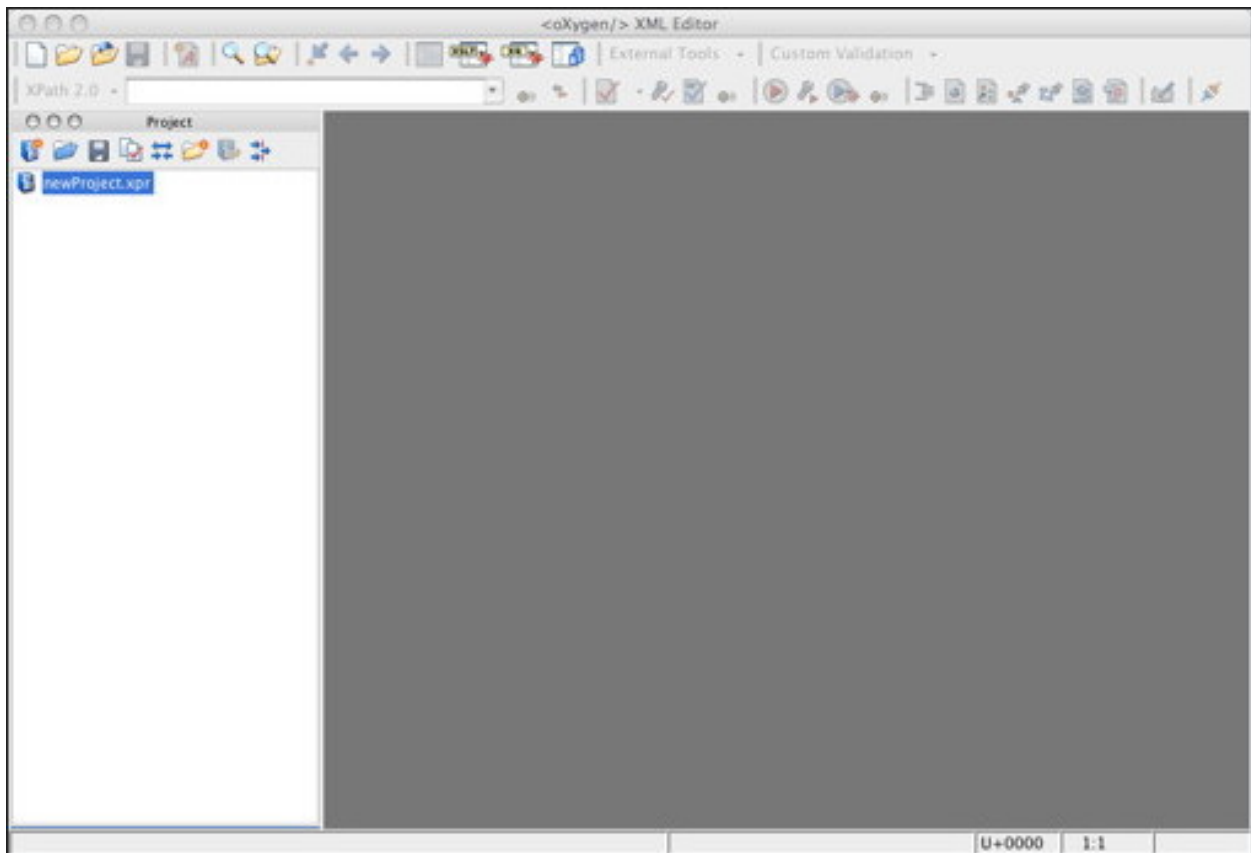 <oXygen/> XML Editor
External Tools Custom Validation
XPath 2.0
Project
newProject.xpr
U+0000 1:1